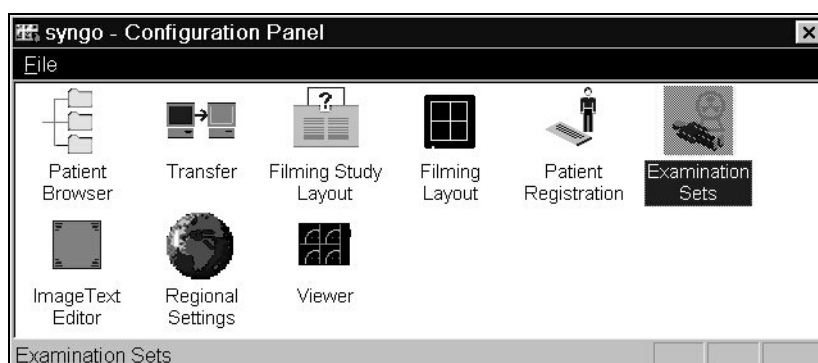 syngo - Configuration Panel
File
?
Patient
Browser
Transfer
Filming Study
Layout
Filming
Layout
Patient
Registration
Examination
Sets
ImageText
Editor
Regional
Settings
Viewer
Examination Sets